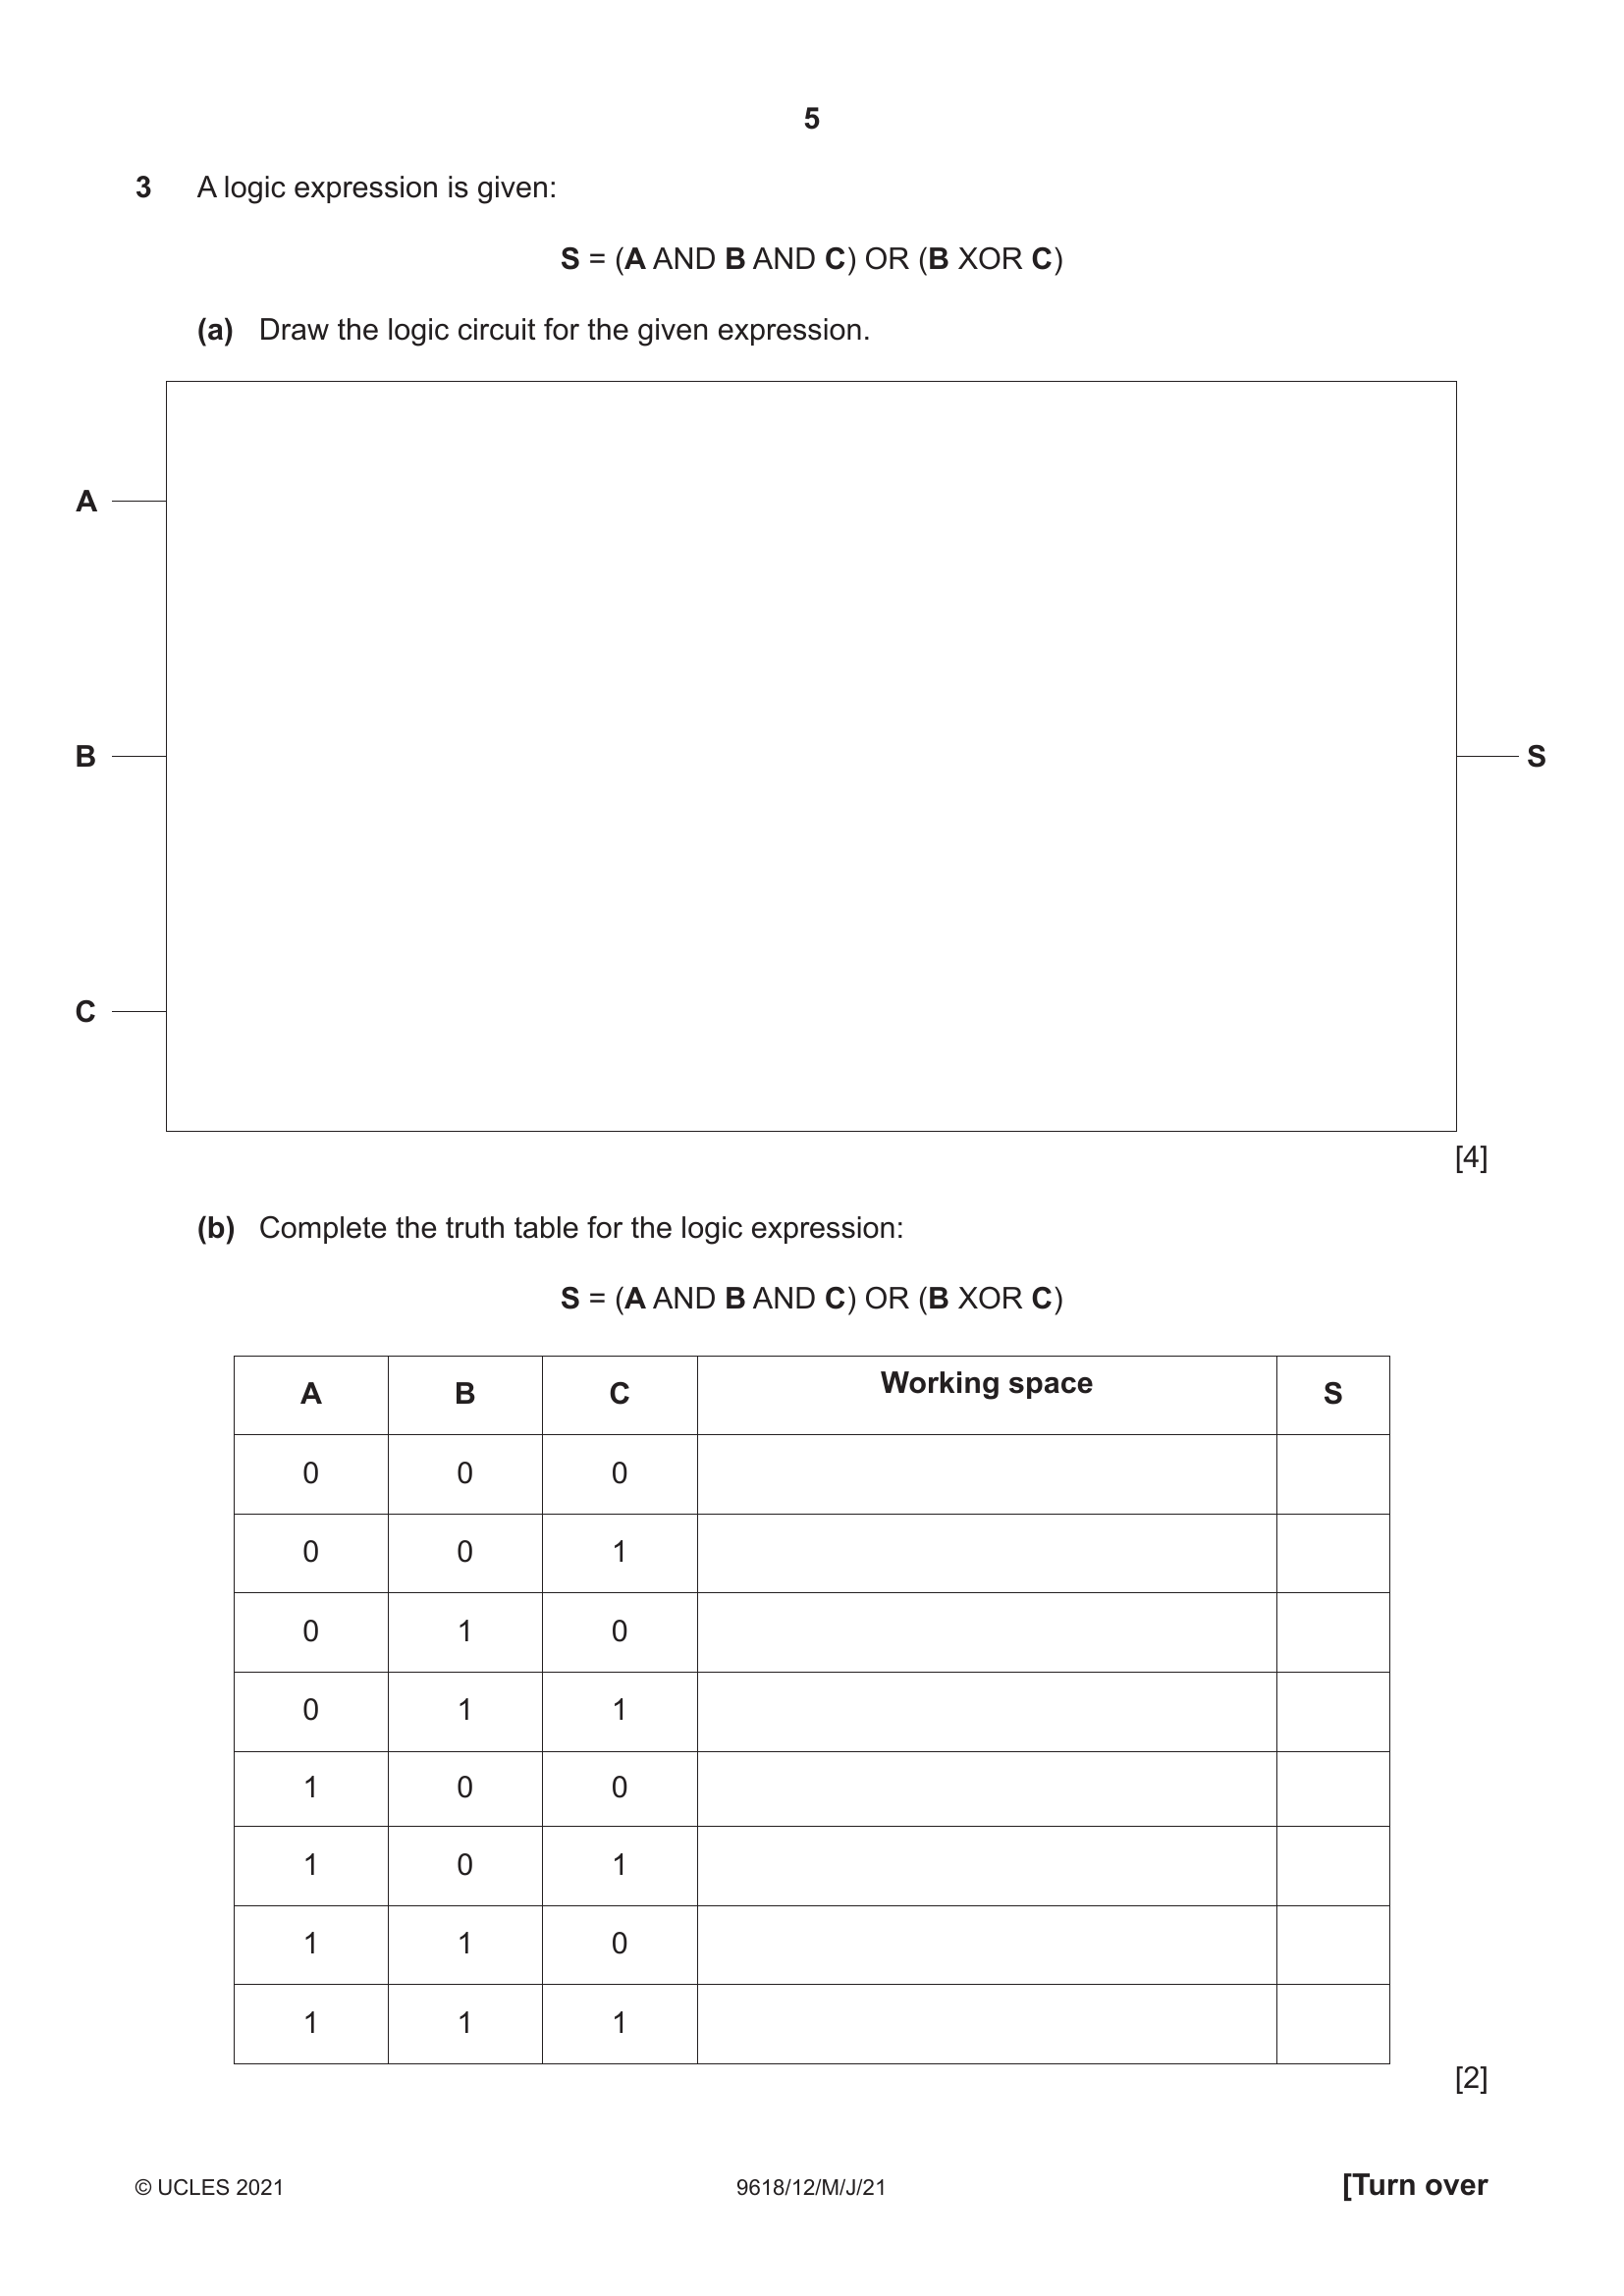 5
3 A logic expression is given:
S = (A AND B AND C) OR (B XOR C)
(a) Draw the logic circuit for the given expression.
A
B
S
C
[4]
(b) Complete the truth table for the logic expression:
S = (A AND B AND C) OR (B XOR C)
A B C Working space S
0 0 0
0 0 1
0 1 0
0 1 1
1 0 0
1 0 1
1 1 0
1 1 1
[2]
© UCLES 2021 9618/12/M/J/21 [Turn over